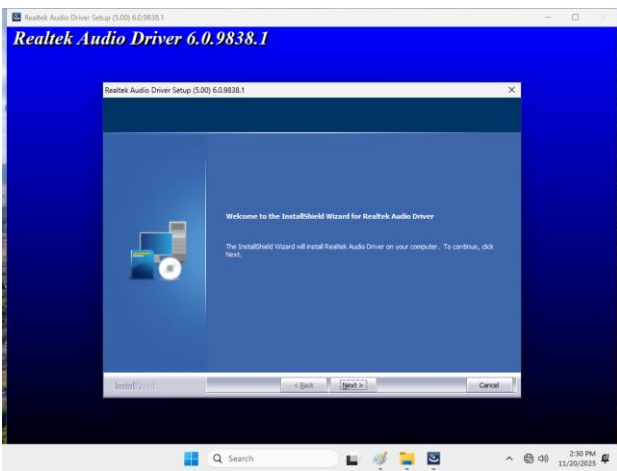 Realtek Audio Driver Setup (5.00) 6.0.9838.1
Realtek Audio Driver 6.0.9838.1
Realtek Audio Driver Setup (5.00) 6.0.9838.1
Welcome to the InstallShield Wizard for Realtek Audio Driver
The InstallShield Wizard will install Realtek Audio Driver on your computer. To continue, click
Next.
InstallShield
< Back
Next >
Cancel
Search
2:30 PM
11/20/2025